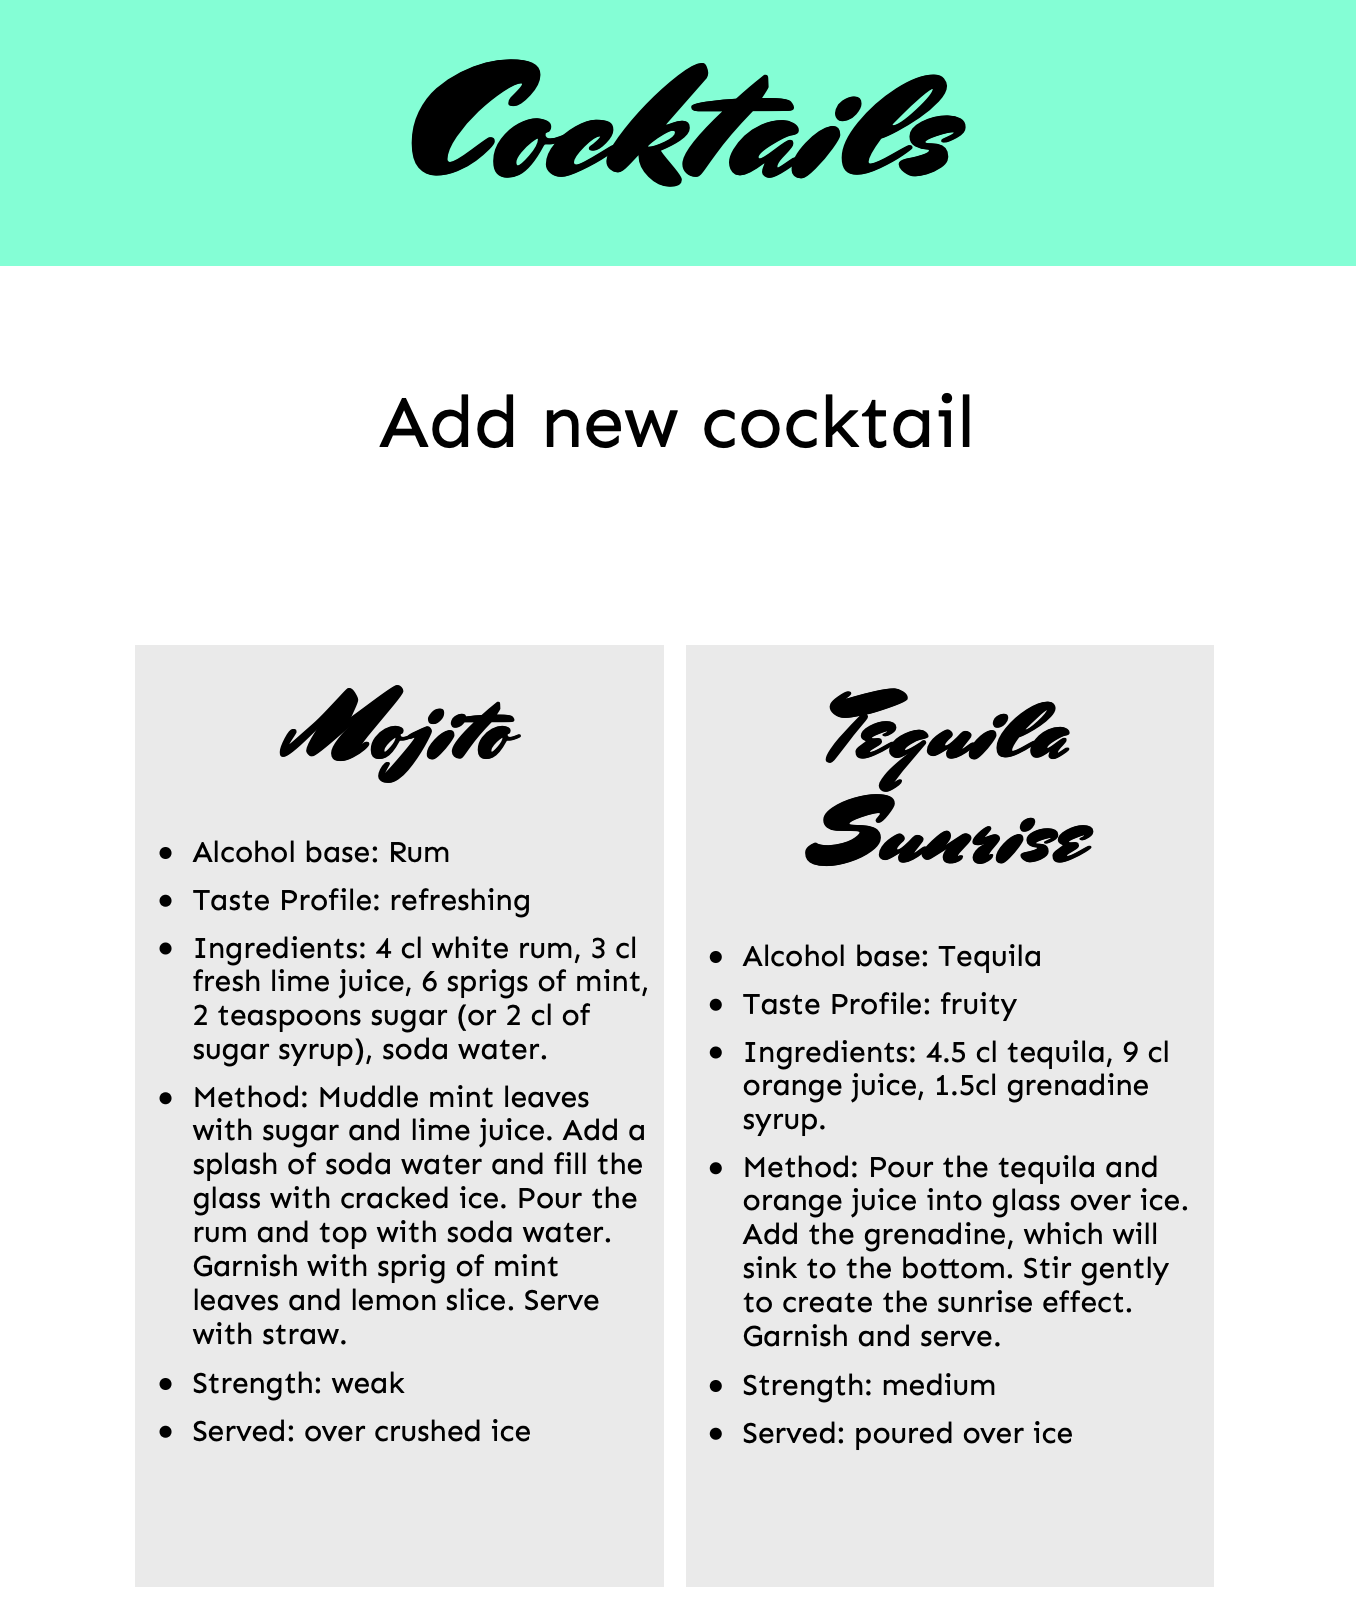 Cocktails
Add new cocktail
Mojito
• Alcohol base: Rum
• Taste Profile: refreshing
• Ingredients: 4 cl white rum, 3 cl
fresh lime juice, 6 sprigs of mint,
2 teaspoons sugar (or 2 cl of
sugar syrup), soda water.
• Method: Muddle mint leaves
with sugar and lime juice. Add a
splash of soda water and fill the
glass with cracked ice. Pour the
rum and top with soda water.
Garnish with sprig of mint
leaves and lemon slice. Serve
with straw.
• Strength: weak
• Served: over crushed ice
Tequila
Sunrise
• Alcohol base: Tequila
• Taste Profile: fruity
• Ingredients: 4.5 cl tequila, 9 cl
orange juice, 1.5cl grenadine
syrup.
• Method: Pour the tequila and
orange juice into glass over ice.
Add the grenadine, which will
sink to the bottom. Stir gently
to create the sunrise effect.
Garnish and serve.
• Strength: medium
• Served: poured over ice